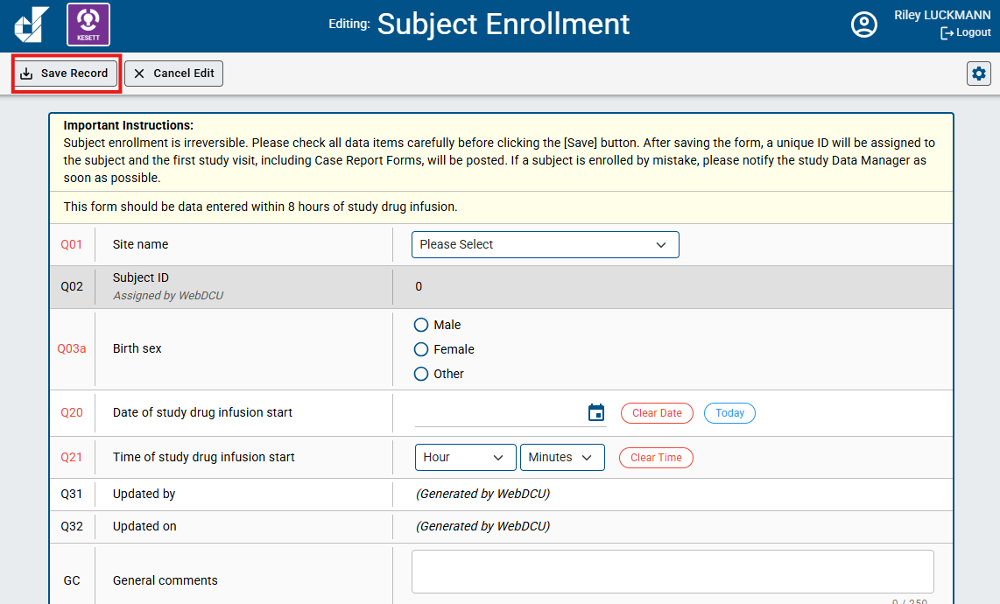 KESETT
Editing: Subject Enrollment
Riley LUCKMANN
Logout
Save Record
Cancel Edit
Important Instructions:
Subject enrollment is irreversible. Please check all data items carefully before clicking the [Save] button. After saving the form, a unique ID will be assigned to
the subject and the first study visit, including Case Report Forms, will be posted. If a subject is enrolled by mistake, please notify the study Data Manager as
soon as possible.
This form should be data entered within 8 hours of study drug infusion.
Q01 Site name Please Select
Q02 Subject ID 0
Assigned by WebDCU
Q03a Birth sex
Male
Female
Other
Q20 Date of study drug infusion start Clear Date Today
Q21 Time of study drug infusion start Hour Minutes Clear Time
Q31 Updated by (Generated by WebDCU)
Q32 Updated on (Generated by WebDCU)
GC General comments
0 / 250